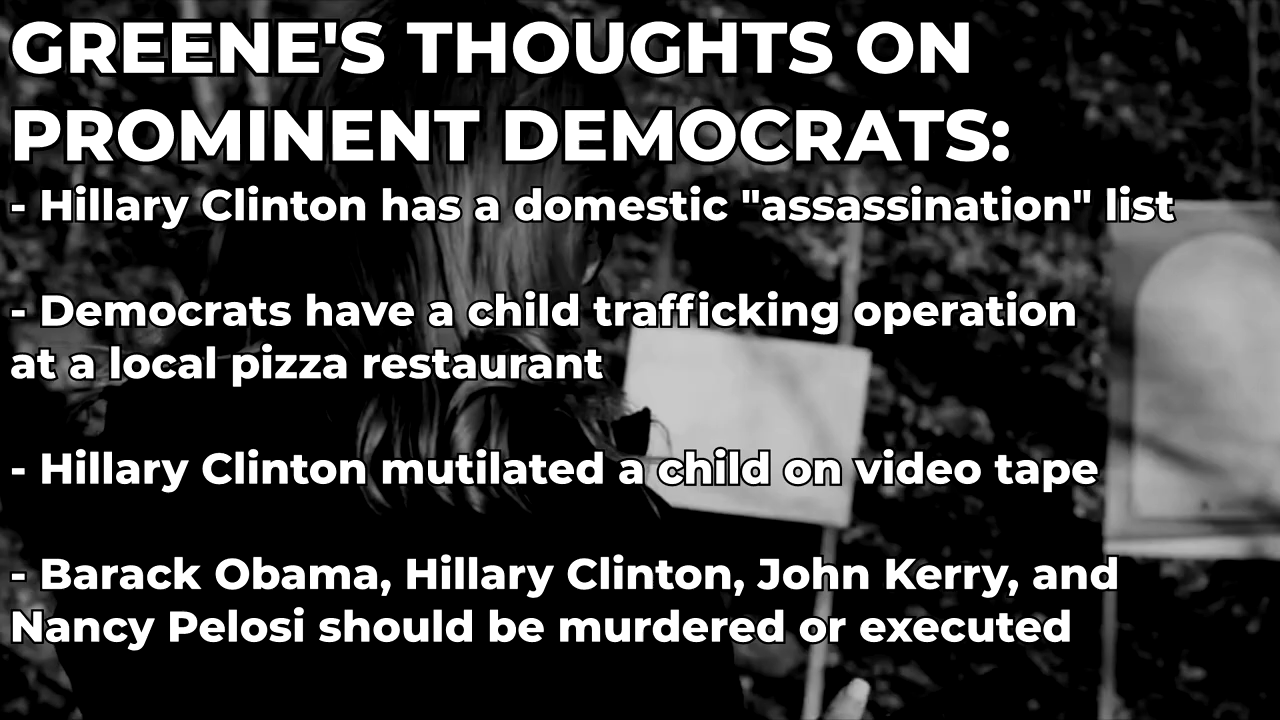 GREENE'S THOUGHTS ON
PROMINENT DEMOCRATS:
- Hillary Clinton has a domestic "assassination" list
- Democrats have a child trafficking operation
at a local pizza restaurant
- Hillary Clinton mutilated a child on video tape
- Barack Obama, Hillary Clinton, John Kerry, and
Nancy Pelosi should be murdered or executed